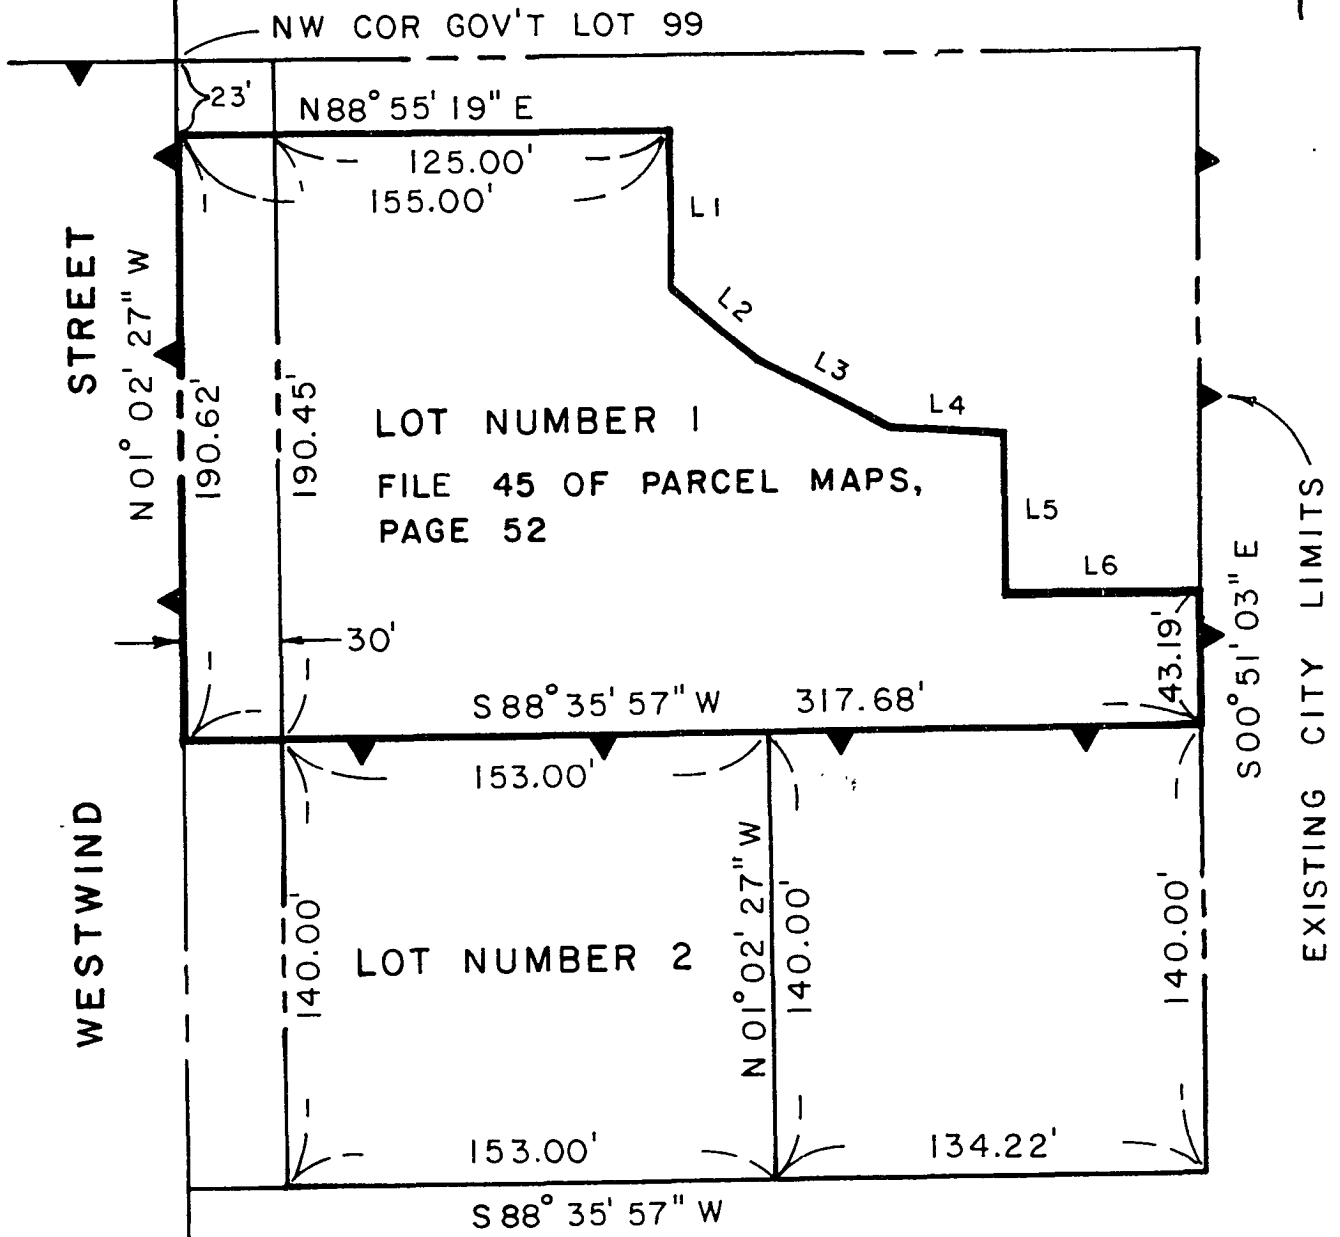 NW COR GOV'T LOT 99
23'
N88° 55' 19" E
125.00'
155.00'
L1
STREET
N01° 02' 27" W
190.62'
190.45'
L2
L3
L4
LOT NUMBER 1
FILE 45 OF PARCEL MAPS,
PAGE 52
L5
L6
30'
43.19'
S00° 51' 03" E
EXISTING CITY LIMITS
S88° 35' 57" W 317.68'
153.00'
WESTWIND
140.00'
LOT NUMBER 2
N01° 02' 27" W
140.00'
140.00'
153.00'
134.22'
S88° 35' 57" W